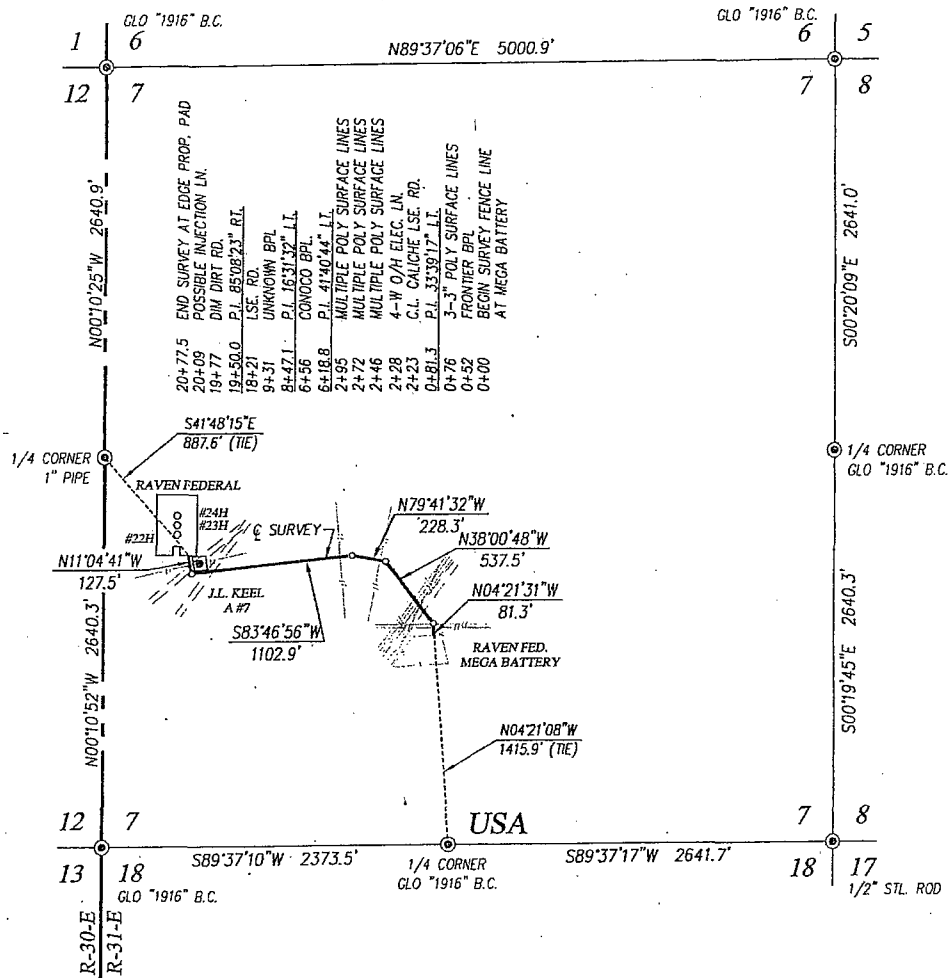 GLO "1916" B.C.
GLO "1916" B.C.
1
6
N89°37'06"E 5000.9'
6
5
12
7
7
8
N00°10'25"W 2640.9'
S00°20'09"E 2641.0'
20+77.5 END SURVEY AT EDGE PROP. PAD
20+09 POSSIBLE INJECTION LN.
19+77 DIM DIRT RD.
19+50.0 P.I. 85°08'23" RT.
18+21 LSE. RD.
9+31 UNKNOWN BPL
8+47.1 P.I. 16°31'32" LT.
6+56 CONOCO BPL.
6+18.8 P.I. 41°40'44" LT.
2+95 MULTIPLE POLY SURFACE LINES
2+72 MULTIPLE POLY SURFACE LINES
2+46 MULTIPLE POLY SURFACE LINES
2+28 4-W O/H ELEC. LN.
2+23 C.L. CALICHE LSE. RD.
0+81.3 P.I. 33°39'17" LT.
0+76 3-3" POLY SURFACE LINES
0+52 FRONTIER BPL
0+00 BEGIN SURVEY FENCE LINE
AT MEGA BATTERY
S41°48'15"E
887.6' (TIE)
1/4 CORNER
1" PIPE
1/4 CORNER
GLO "1916" B.C.
RAVEN FEDERAL
#24H
#23H
#22H
℄ SURVEY
N79°41'32"W
228.3'
N38°00'48"W
537.5'
N11°04'41"W
127.5'
N04°21'31"W
81.3'
J.L. KEEL
A #7
S83°46'56"W
1102.9'
RAVEN FED.
MEGA BATTERY
N00°10'52"W 2640.3'
S00°19'45"E 2640.3'
N04°21'08"W
1415.9' (TIE)
USA
12
7
7
8
S89°37'10"W 2373.5'
1/4 CORNER
GLO "1916" B.C.
S89°37'17"W 2641.7'
13
18
GLO "1916" B.C.
18
17
1/2" STL. ROD
R-30-E
R-31-E